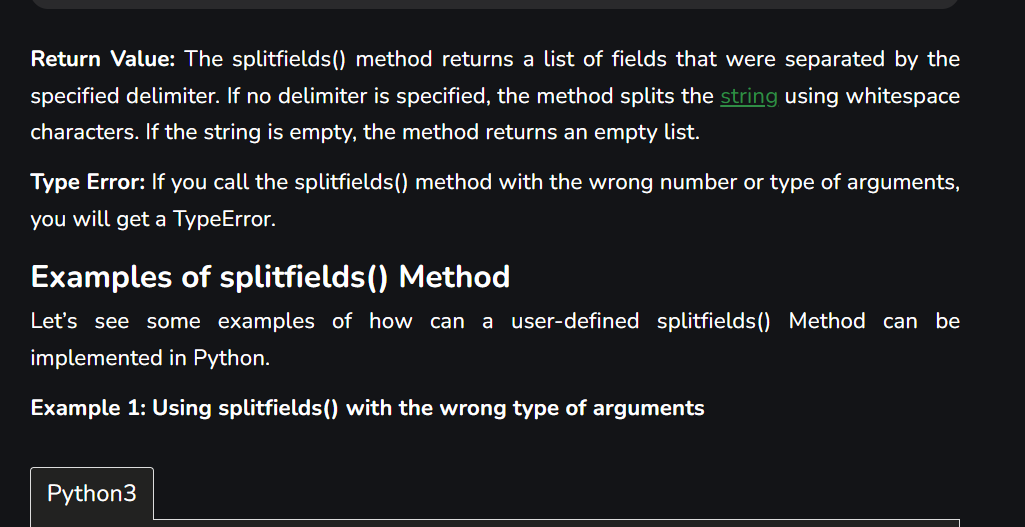 Return Value: The splitfields() method returns a list of fields that were separated by the
specified delimiter. If no delimiter is specified, the method splits the string using whitespace
characters. If the string is empty, the method returns an empty list.
Type Error: If you call the splitfields() method with the wrong number or type of arguments,
you will get a TypeError.
Examples of splitfields() Method
Let’s see some examples of how can a user-defined splitfields() Method can be
implemented in Python.
Example 1: Using splitfields() with the wrong type of arguments
Python3